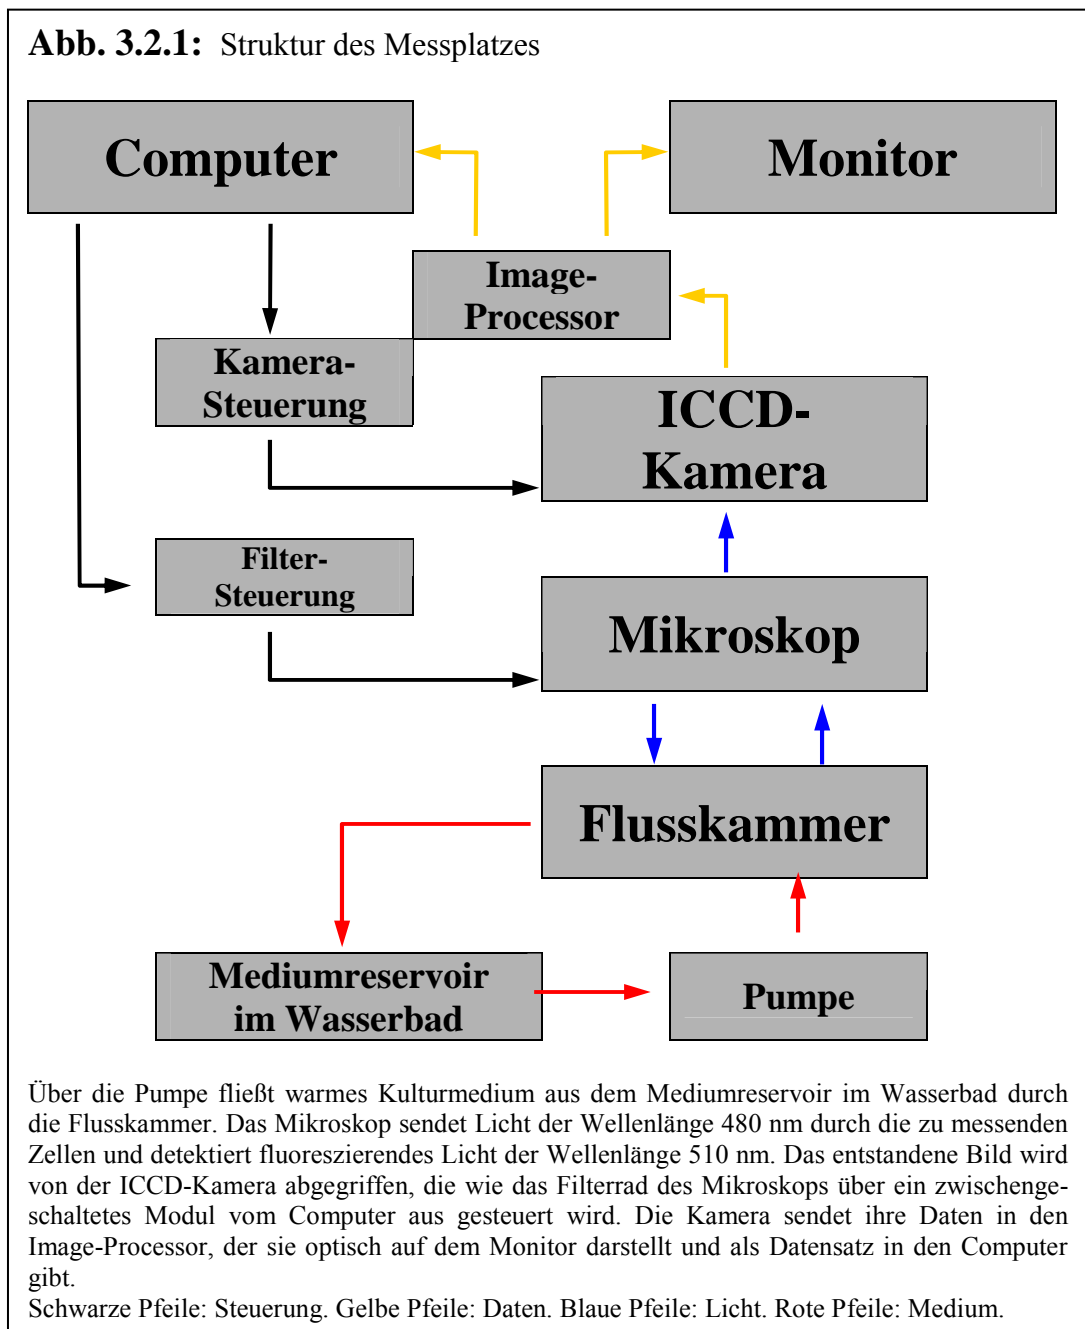 Abb. 3.2.1: Struktur des Messplatzes
Computer
Monitor
Image-
Processor
Kamera-
Steuerung
ICCD-
Kamera
Filter-
Steuerung
Mikroskop
Flusskammer
Mediumreservoir
im Wasserbad
Pumpe
Über die Pumpe fließt warmes Kulturmedium aus dem Mediumreservoir im Wasserbad durch
die Flusskammer. Das Mikroskop sendet Licht der Wellenlänge 480 nm durch die zu messenden
Zellen und detektiert fluoreszierendes Licht der Wellenlänge 510 nm. Das entstandene Bild wird
von der ICCD-Kamera abgegriffen, die wie das Filterrad des Mikroskops über ein zwischenge-
schaltetes Modul vom Computer aus gesteuert wird. Die Kamera sendet ihre Daten in den
Image-Processor, der sie optisch auf dem Monitor darstellt und als Datensatz in den Computer
gibt.
Schwarze Pfeile: Steuerung. Gelbe Pfeile: Daten. Blaue Pfeile: Licht. Rote Pfeile: Medium.